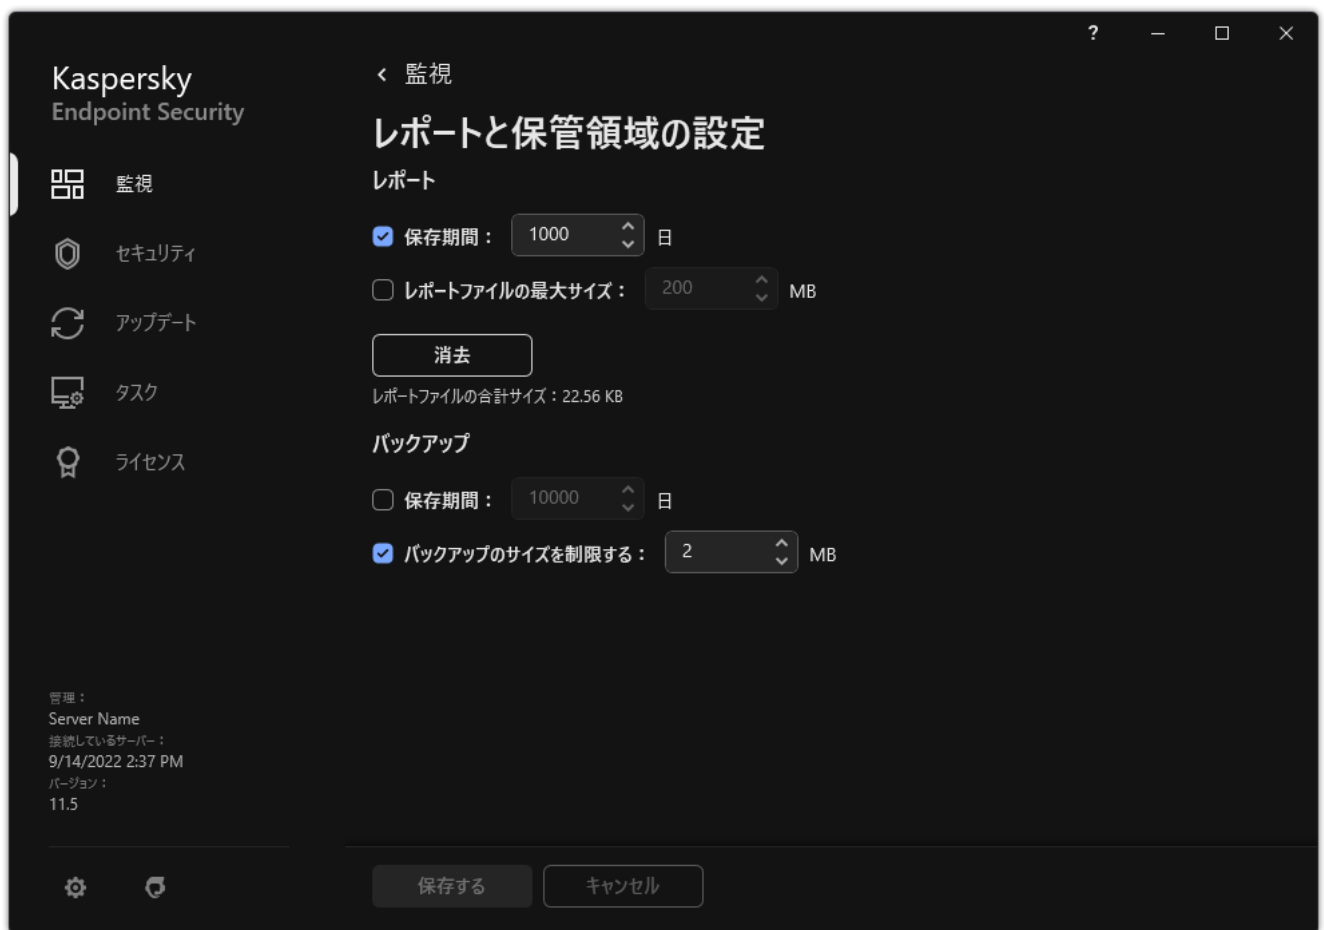 ?
Kaspersky
Endpoint Security
監視
セキュリティ
アップデート
タスク
ライセンス
管理：
Server Name
接続しているサーバー：
9/14/2022 2:37 PM
バージョン：
11.5
監視
レポートと保管領域の設定
レポート
保存期間： 1000 日
レポートファイルの最大サイズ： 200 MB
消去
レポートファイルの合計サイズ：22.56 KB
バックアップ
保存期間： 10000 日
バックアップのサイズを制限する： 2 MB
保存する キャンセル